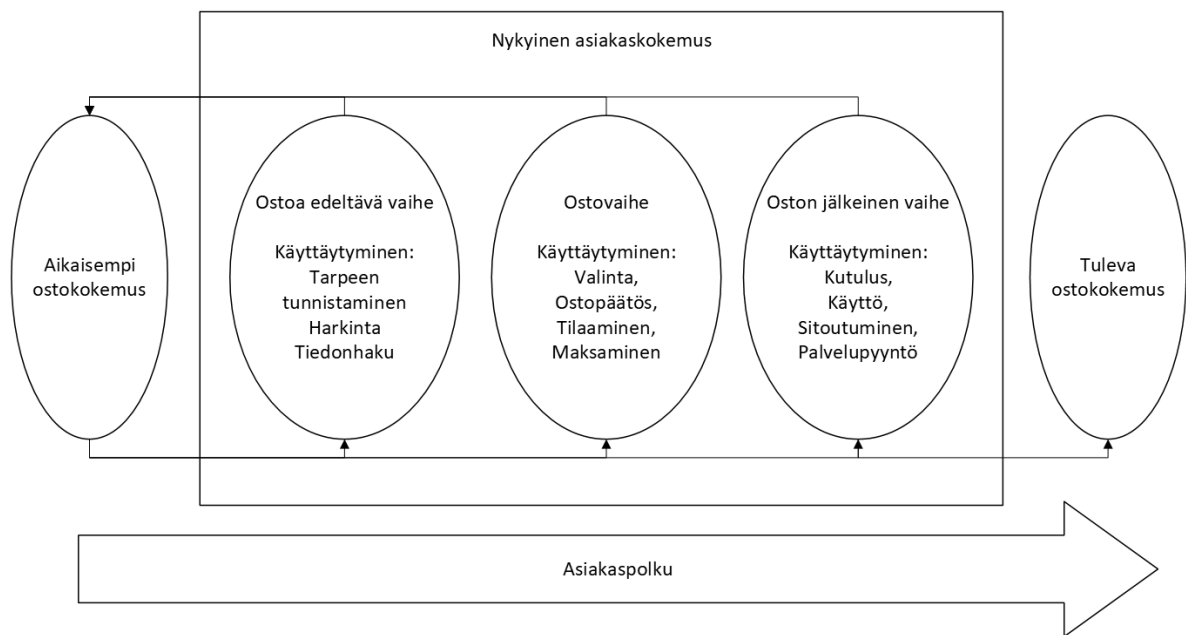 Nykyinen asiakaskokemus
Aikaisempi
ostokokemus
Ostoa edeltävä vaihe
Käyttäytyminen:
Tarpeen
tunnistaminen
Harkinta
Tiedonhaku
Ostovaihe
Käyttäytyminen:
Valinta,
Ostopäätös,
Tilaaminen,
Maksaminen
Oston jälkeinen vaihe
Käyttäytyminen:
Kutulus,
Käyttö,
Sitoutuminen,
Palvelupyyntö
Tuleva
ostokokemus
Asiakaspolku